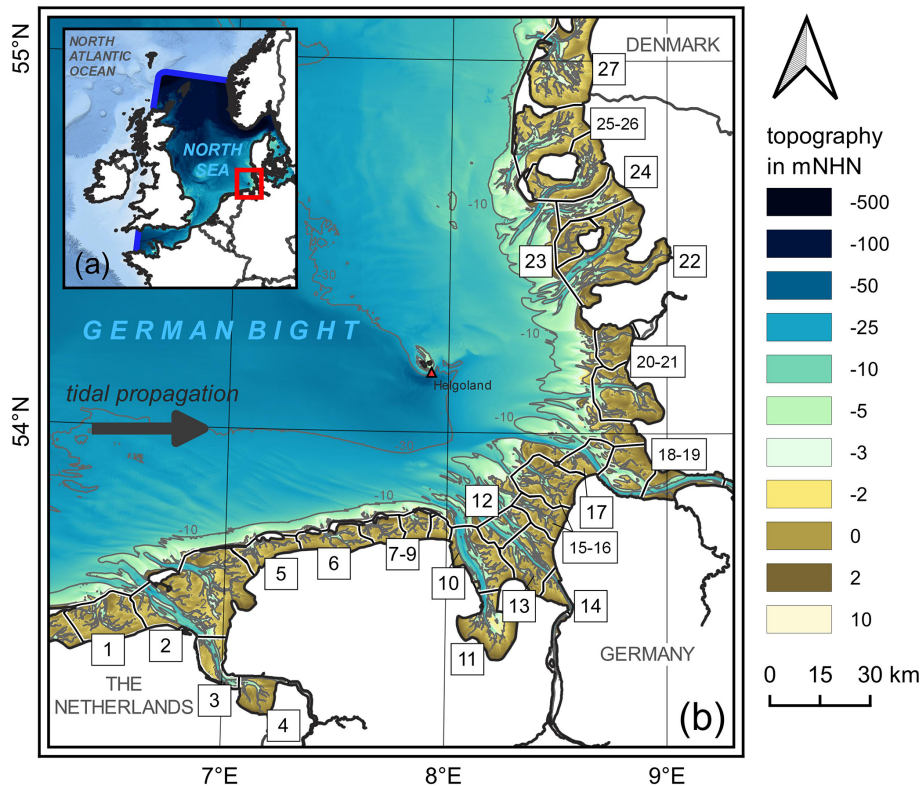 55°N
54°N
7°E
8°E
9°E
NORTH
ATLANTIC
OCEAN
NORTH
SEA
(a)
DENMARK
27
25-26
24
23
22
-10
-30
-10
GERMAN BIGHT
Helgoland
20-21
tidal propagation
-10
-30
18-19
12
17
-10
15-16
-10
5
6
7-9
10
13
14
1
2
11
GERMANY
THE
NETHERLANDS
3
4
(b)
topography
in mNHN
-500
-100
-50
-25
-10
-5
-3
-2
0
2
10
0 15 30 km